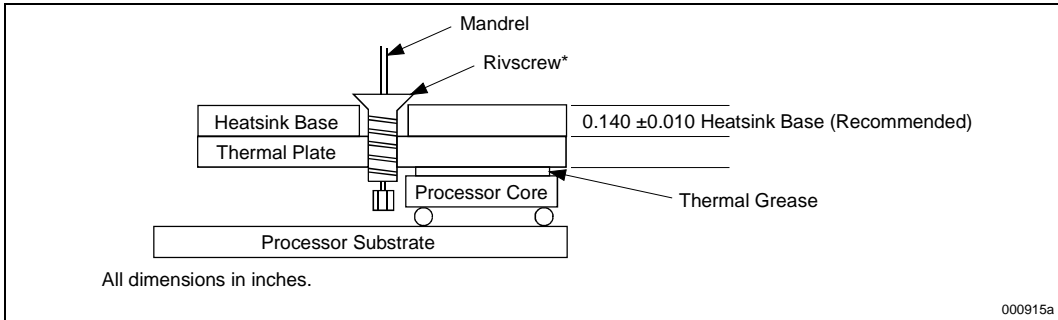 Mandrel
Rivscrew*
Heatsink Base
0.140 ±0.010 Heatsink Base (Recommended)
Thermal Plate
Processor Core
Thermal Grease
Processor Substrate
All dimensions in inches.
000915a